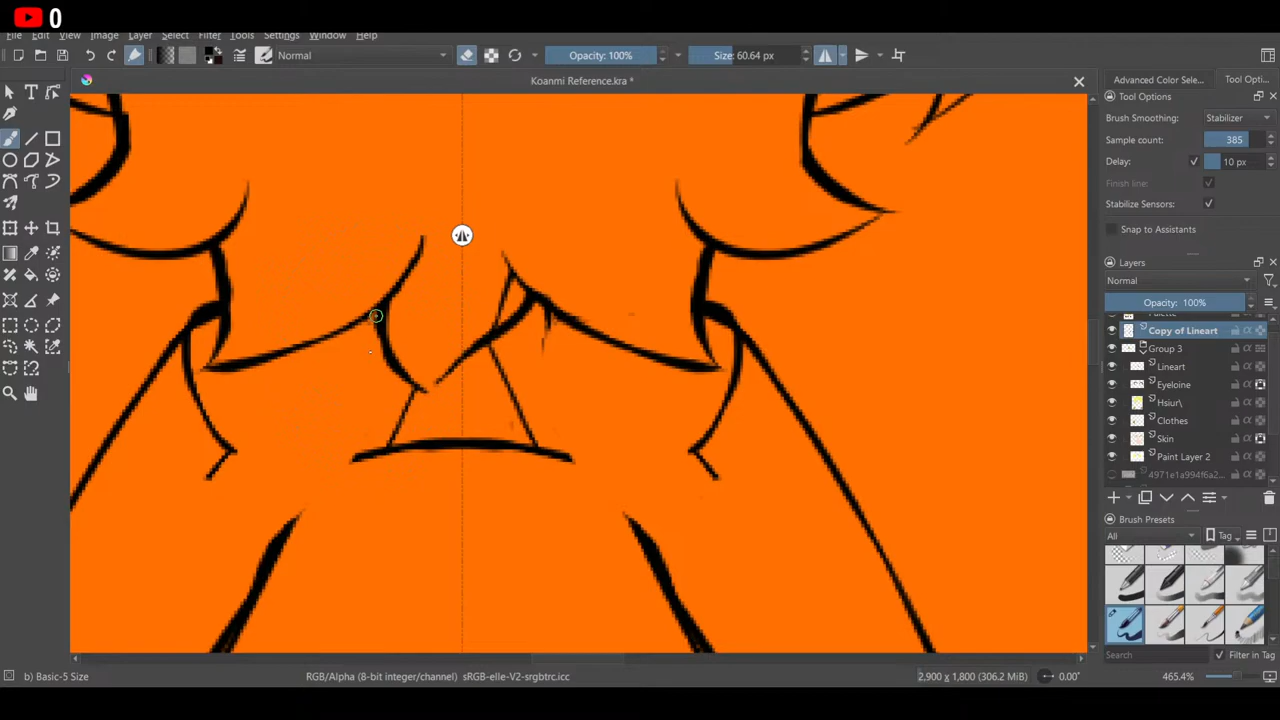 0
File Edit View Image Layer Select Filter Tools Settings Window Help
Normal Opacity: 100% Size: 60.64 px
Koanmi Reference.kra *
Advanced Color Sele... Tool Opti...
Tool Options
Brush Smoothing: Stabilizer
Sample count: 385
Delay: 10 px
Finish line:
Stabilize Sensors:
Snap to Assistants
Layers
Normal
Opacity: 100%
Palette
Copy of Lineart
Group 3
Lineart
Eyeloine
Hsiur\
Clothes
Skin
Paint Layer 2
4971e1a994f6a2...
Brush Presets
All Tag
Search Filter in Tag
b) Basic-5 Size RGB/Alpha (8-bit integer/channel) sRGB-elle-V2-srgbtrc.icc 2,900 x 1,800 (306.2 MiB) 0.00° 465.4%